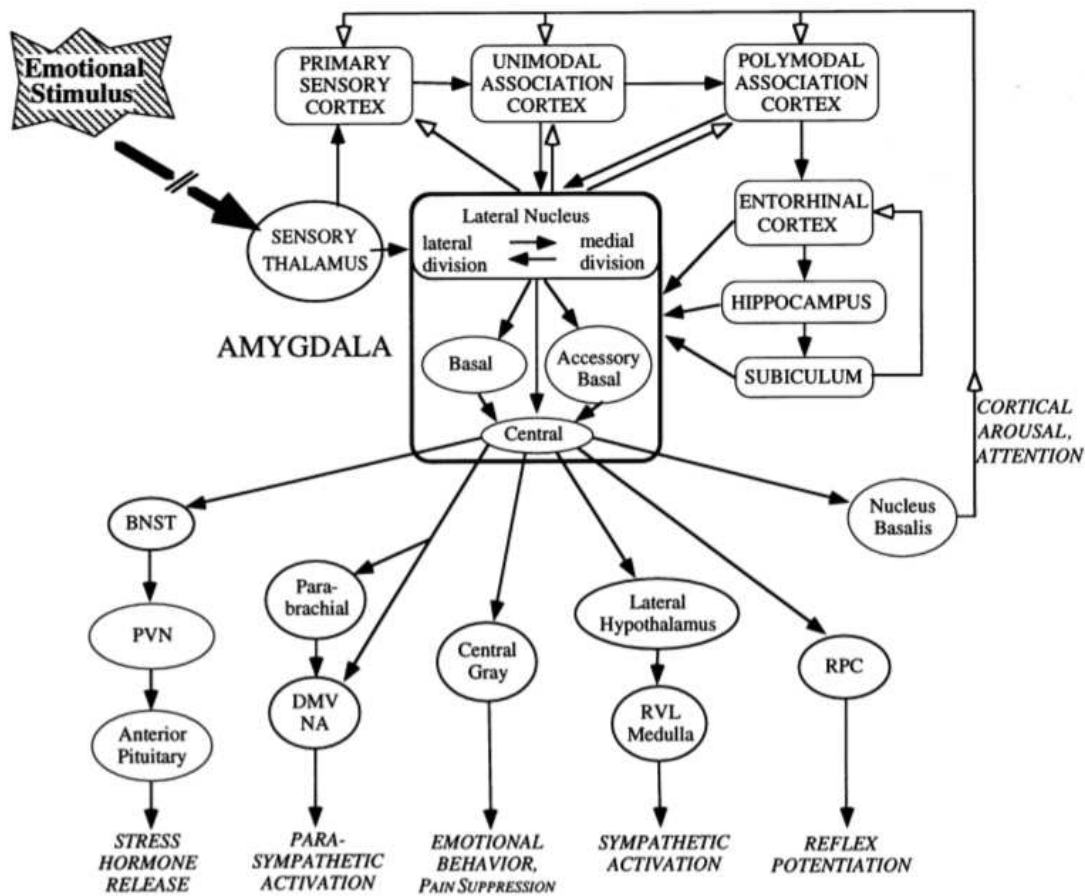 Emotional
Stimulus
PRIMARY
SENSORY
CORTEX
UNIMODAL
ASSOCIATION
CORTEX
POLYMODAL
ASSOCIATION
CORTEX
SENSORY
THALAMUS
Lateral Nucleus
lateral
division
medial
division
ENTORHINAL
CORTEX
HIPPOCAMPUS
SUBICULUM
AMYGDALA
Basal
Accessory
Basal
Central
CORTICAL
AROUSAL,
ATTENTION
Nucleus
Basalis
BNST
PVN
Anterior
Pituitary
Para-
brachial
DMV
NA
Central
Gray
Lateral
Hypothalamus
RVL
Medulla
RPC
STRESS
HORMONE
RELEASE
PARA-
SYMPATHETIC
ACTIVATION
EMOTIONAL
BEHAVIOR,
PAIN SUPPRESSION
SYMPATHETIC
ACTIVATION
REFLEX
POTENTIATION